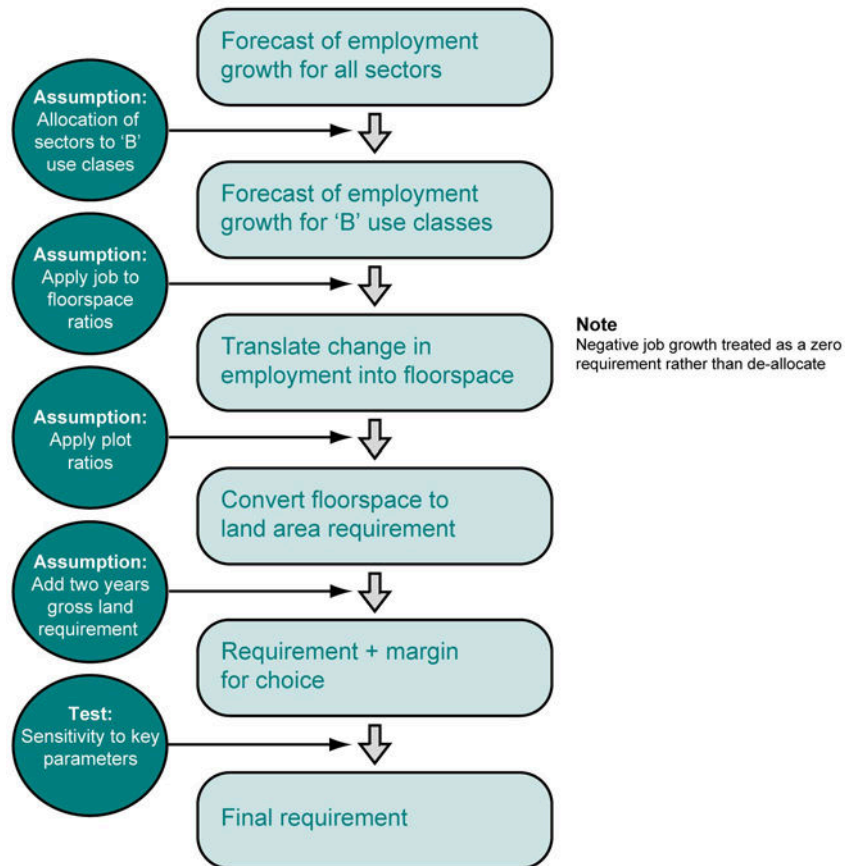 Forecast of employment
growth for all sectors
Assumption:
Allocation of
sectors to ‘B’
use clases
Forecast of employment
growth for ‘B’ use classes
Assumption:
Apply job to
floorspace
ratios
Translate change in
employment into floorspace
Note
Negative job growth treated as a zero
requirement rather than de-allocate
Assumption:
Apply plot
ratios
Convert floorspace to
land area requirement
Assumption:
Add two years
gross land
requirement
Requirement + margin
for choice
Test:
Sensitivity to key
parameters
Final requirement